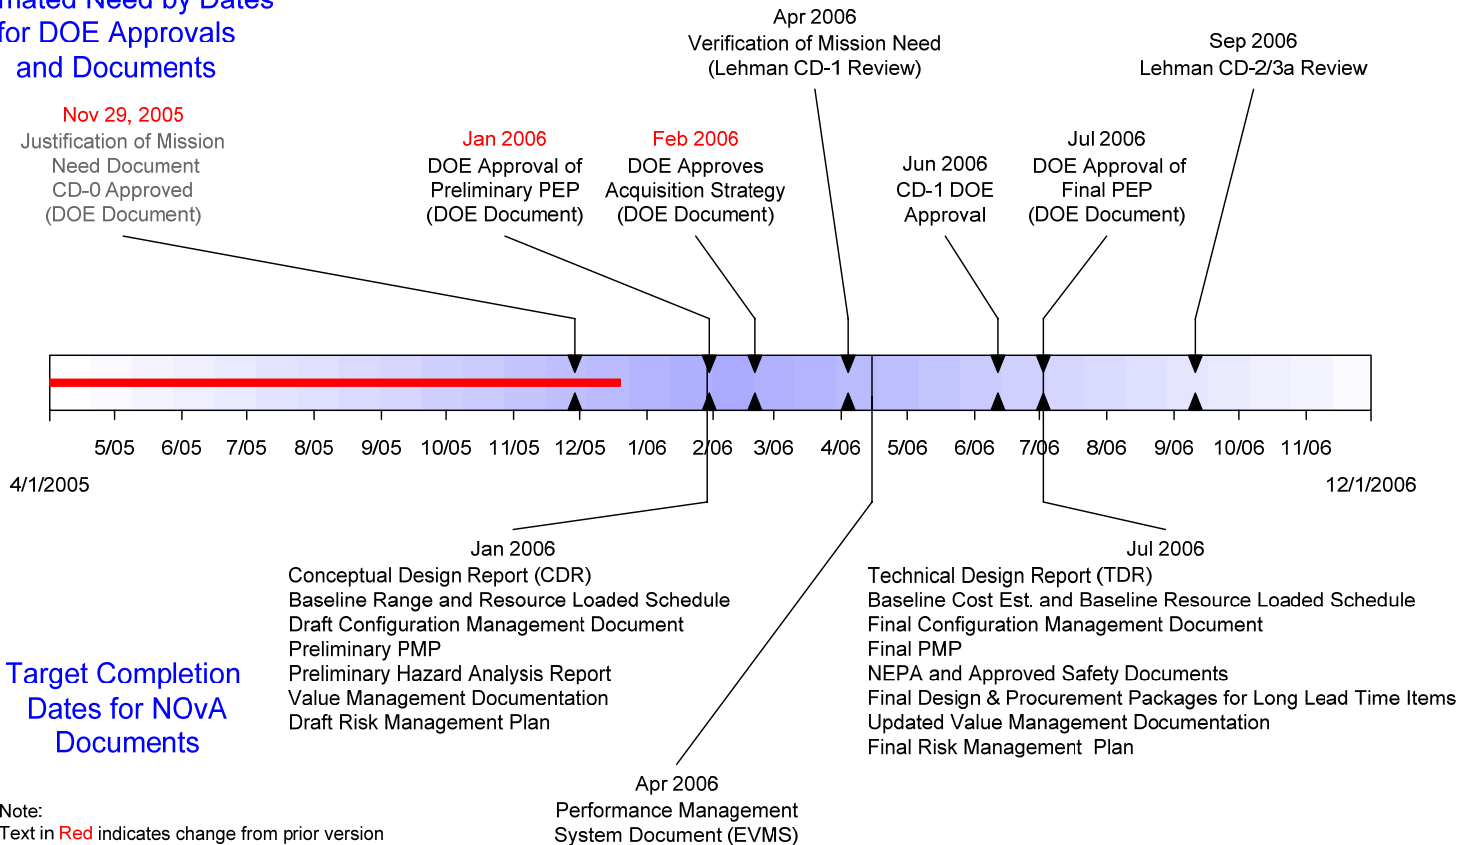 for DOE Approvals
and Documents
Nov 29, 2005
Justification of Mission
Need Document
CD-0 Approved
(DOE Document)
Jan 2006
DOE Approval of
Preliminary PEP
(DOE Document)
Feb 2006
DOE Approves
Acquisition Strategy
(DOE Document)
Apr 2006
Verification of Mission Need
(Lehman CD-1 Review)
Jun 2006
CD-1 DOE
Approval
Jul 2006
DOE Approval of
Final PEP
(DOE Document)
Sep 2006
Lehman CD-2/3a Review
5/05 6/05 7/05 8/05 9/05 10/05 11/05 12/05 1/06 2/06 3/06 4/06 5/06 6/06 7/06 8/06 9/06 10/06 11/06
4/1/2005 12/1/2006
Jan 2006
Conceptual Design Report (CDR)
Baseline Range and Resource Loaded Schedule
Draft Configuration Management Document
Preliminary PMP
Preliminary Hazard Analysis Report
Value Management Documentation
Draft Risk Management Plan
Jul 2006
Technical Design Report (TDR)
Baseline Cost Est. and Baseline Resource Loaded Schedule
Final Configuration Management Document
Final PMP
NEPA and Approved Safety Documents
Final Design & Procurement Packages for Long Lead Time Items
Updated Value Management Documentation
Final Risk Management Plan
Target Completion
Dates for NOvA
Documents
Apr 2006
Performance Management
System Document (EVMS)
Note:
Text in Red indicates change from prior version